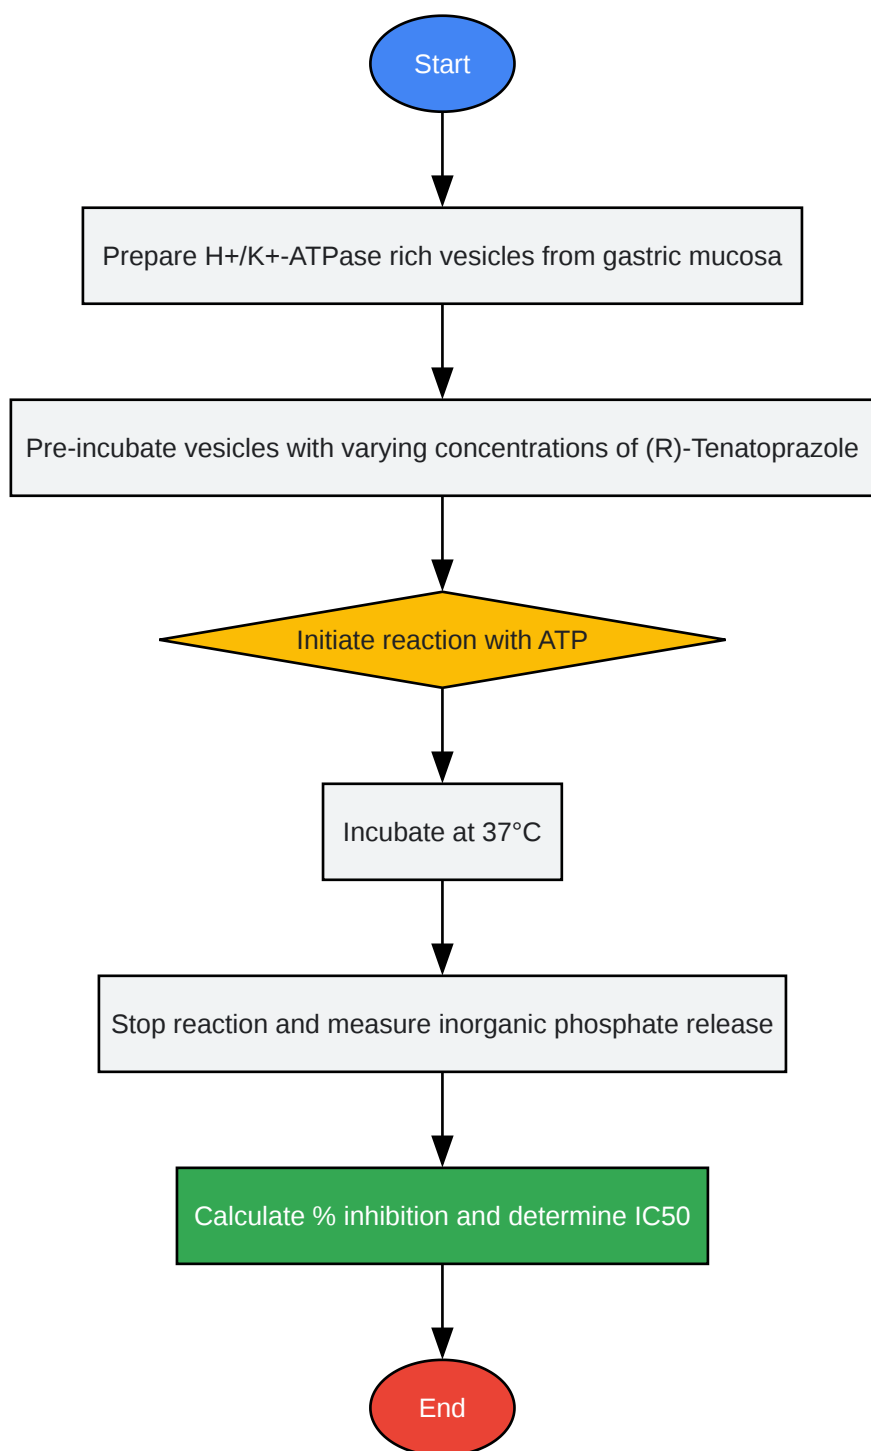 Start
Prepare H+/K+-ATPase rich vesicles from gastric mucosa
Pre-incubate vesicles with varying concentrations of (R)-Tenatoprazole
Initiate reaction with ATP
Incubate at 37°C
Stop reaction and measure inorganic phosphate release
Calculate % inhibition and determine IC50
End